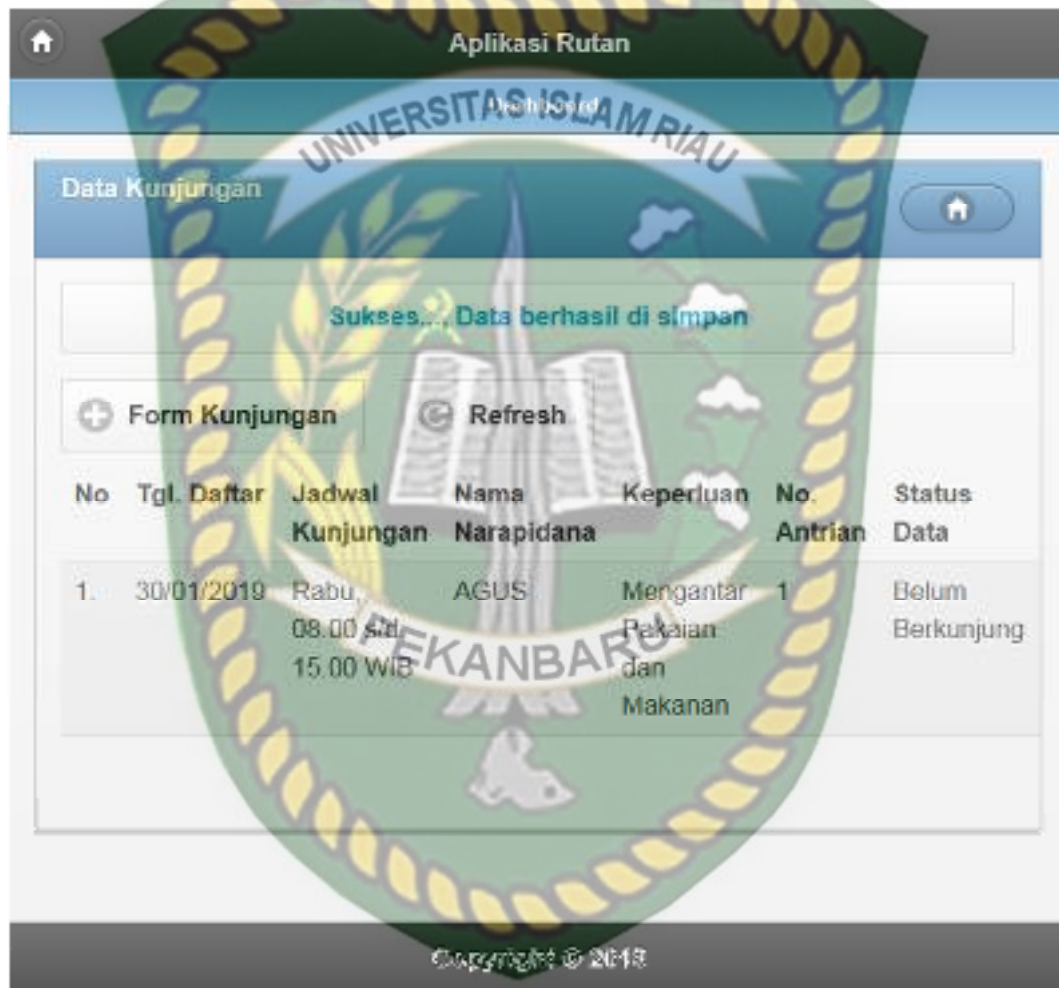 Aplikasi Rutan
Dashboard
UNIVERSITAS ISLAM RIAU
Data Kunjungan
Sukses..., Data berhasil di simpan
Form Kunjungan
Refresh
No Tgl. Daftar Jadwal Kunjungan Nama Narapidana Keperluan No. Antrian Status Data
1. 30/01/2019 Rabu, 08.00 s/d 15.00 WIB AGUS Mengantar Pakaian dan Makanan 1 Belum Berkunjung
PEKANBARU
Copyright ©